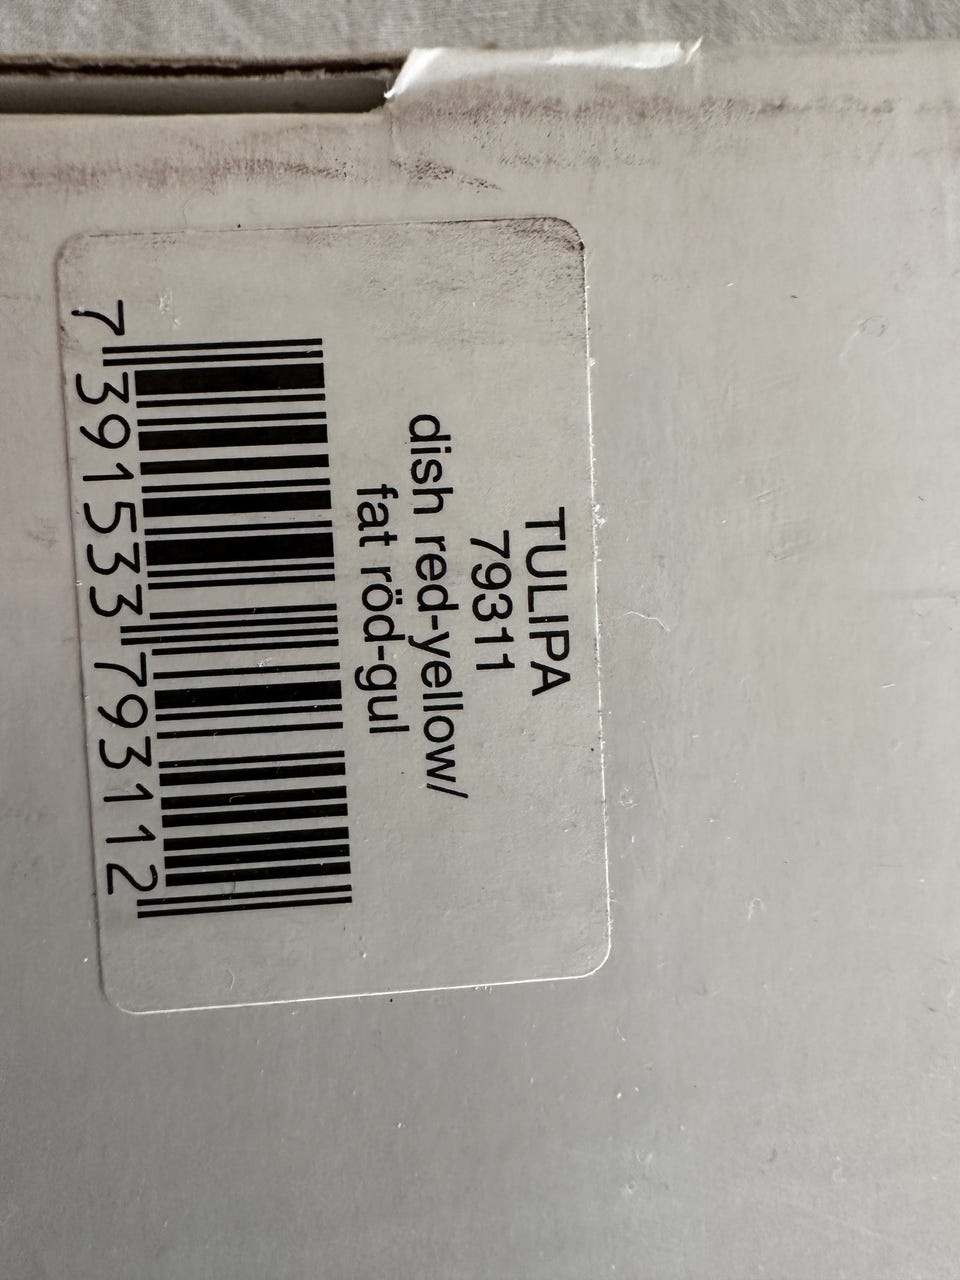 TULIPA
79311
dish red-yellow/
fat röd-gul
7 391533 793112